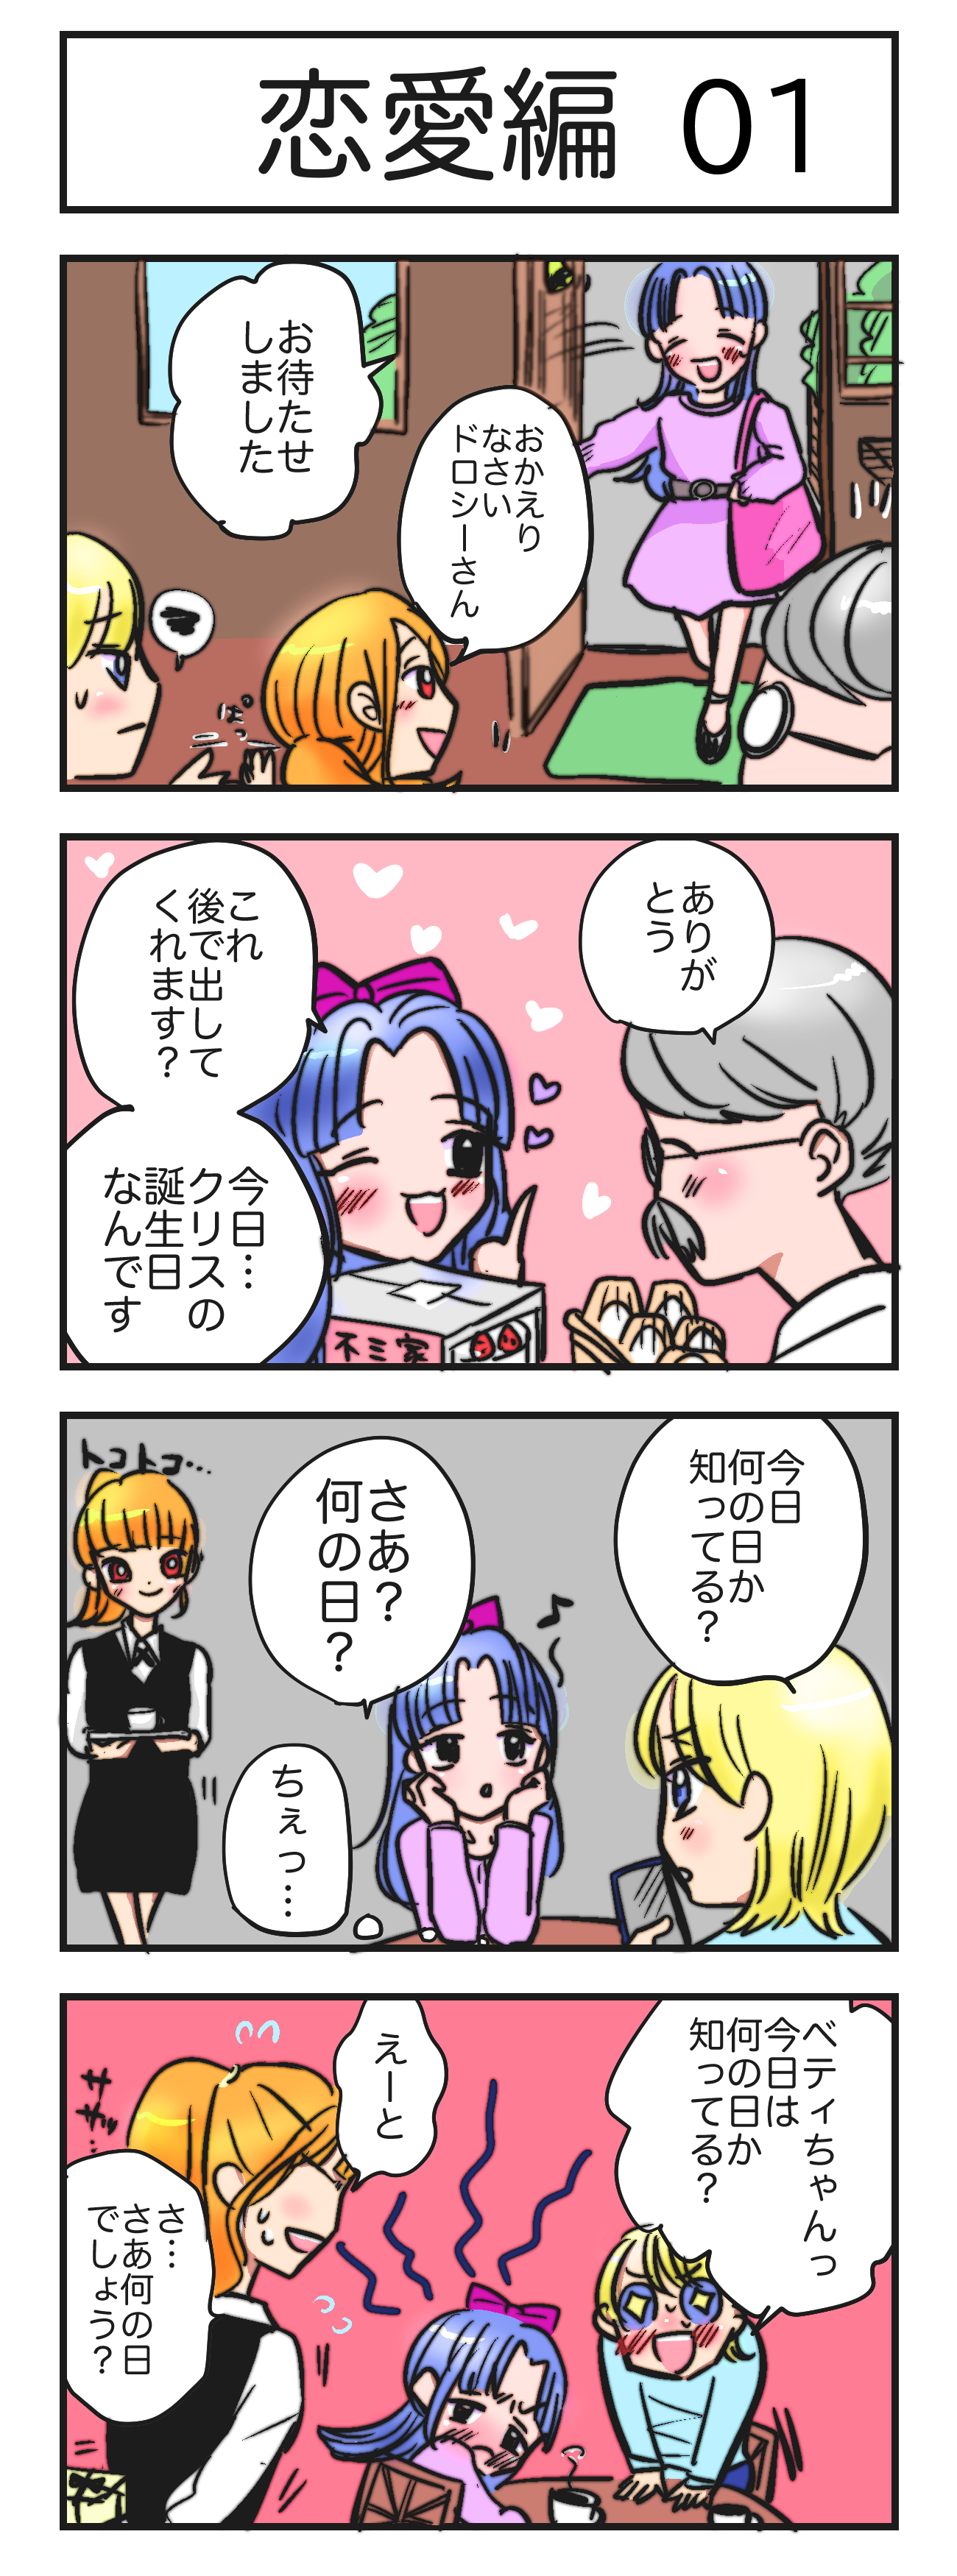 恋愛編 01
お待たせ
しました
おかえり
なさい
ドロシーさん
ぱっ
ありが
とう
これ
後で出して
くれます？
今日…
クリスの
誕生日
なんです
不三家
今日
何の日か
知ってる？
さあ？
何の日？
ちぇっ…
トコトコ…
ベティちゃんっ
今日は
何の日か
知ってる？
えーと
ササッ…
さ…
さあ何の日
でしょう？